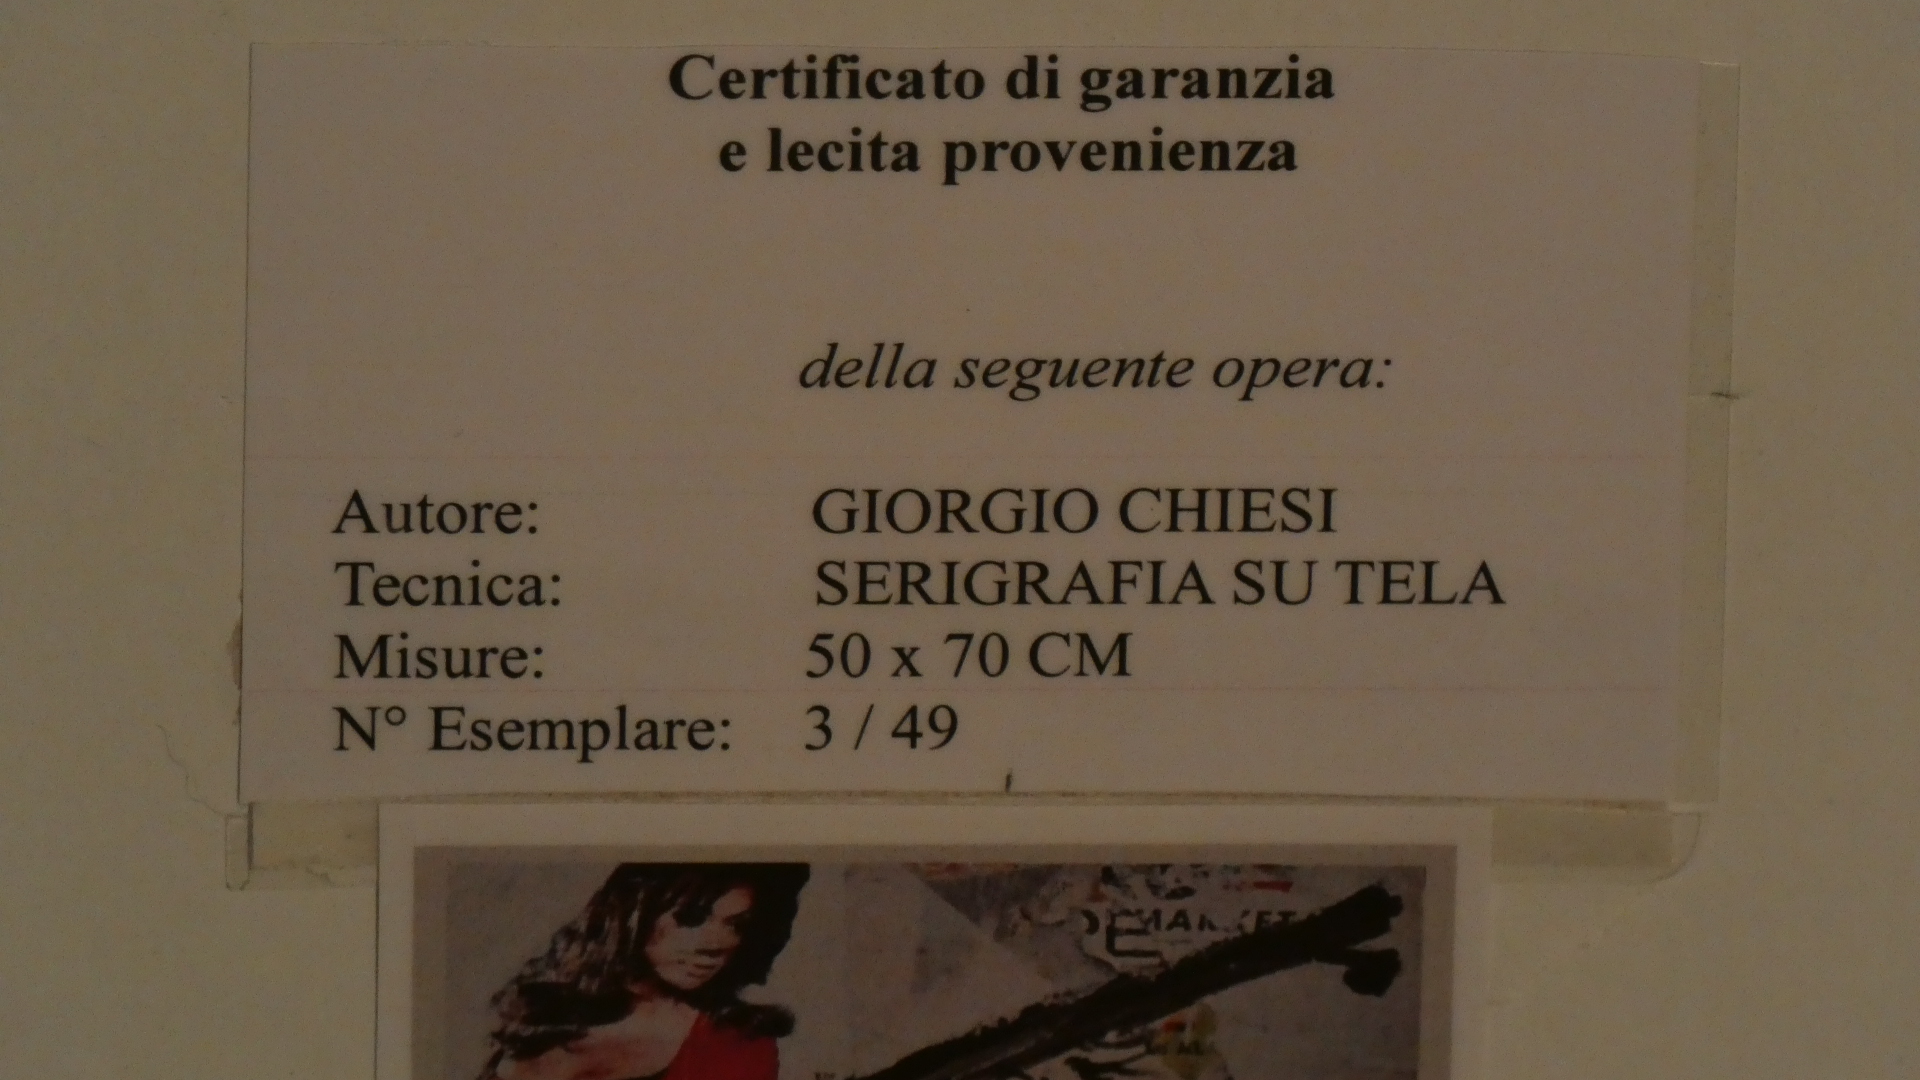 Certificato di garanzia
e lecita provenienza
della seguente opera:
Autore: GIORGIO CHIESI
Tecnica: SERIGRAFIA SU TELA
Misure: 50 x 70 CM
N° Esemplare: 3 / 49